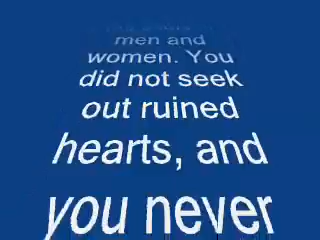 men and
women. You
did not seek
out ruined
hearts, and
you never